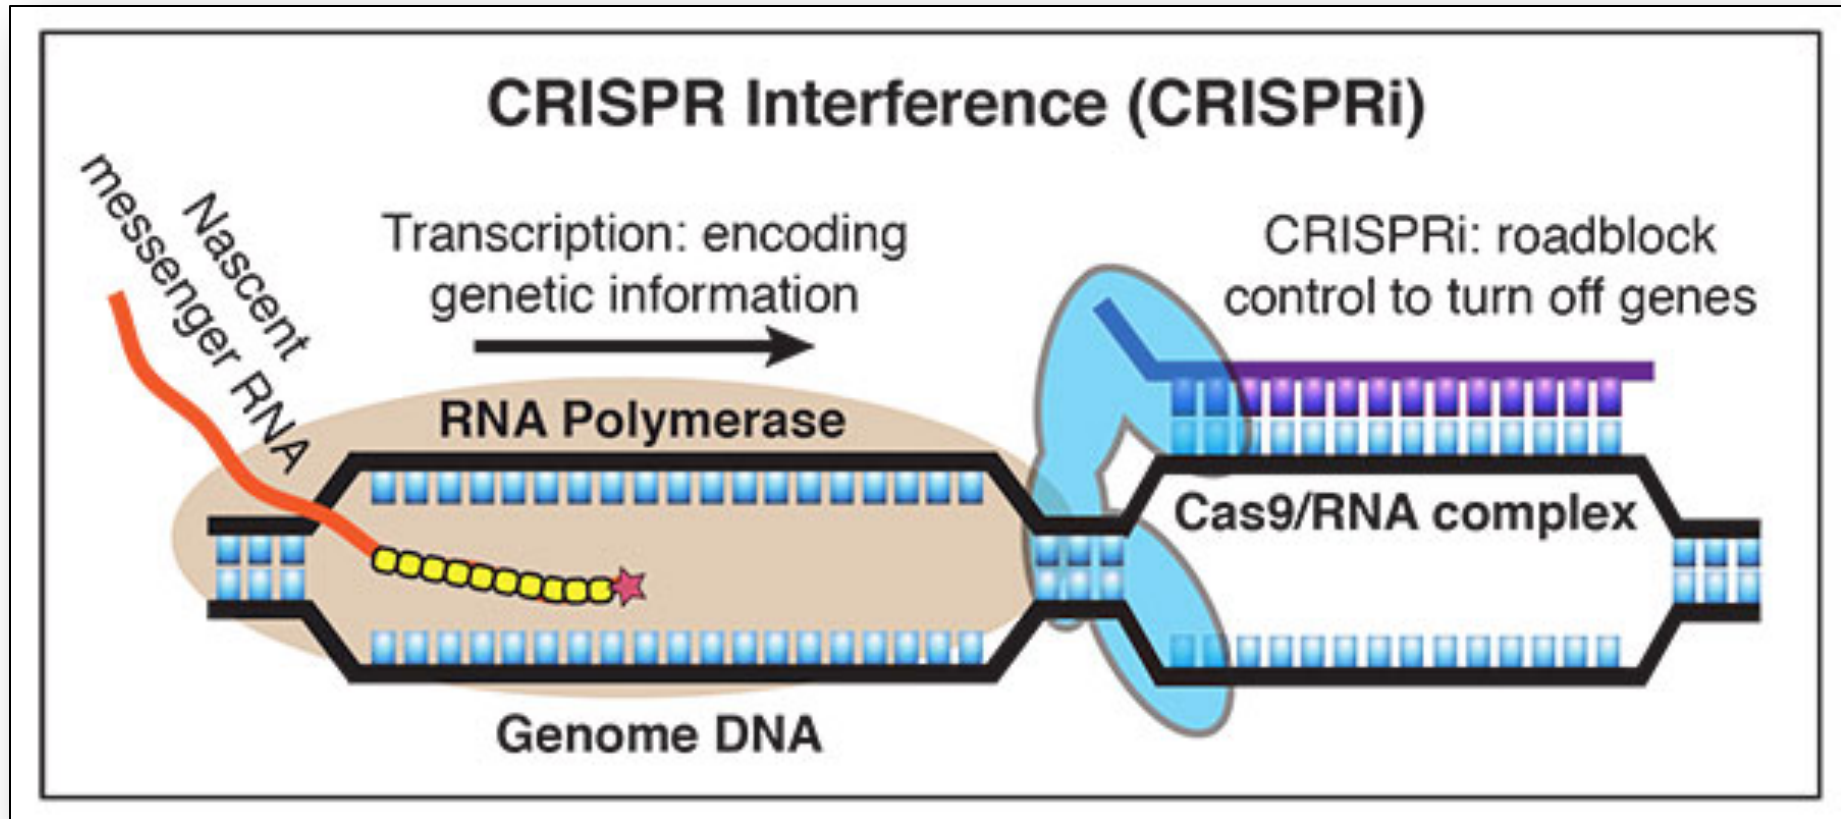 CRISPR Interference (CRISPRi)
Nascent
messenger RNA
Transcription: encoding
genetic information
CRISPRi: roadblock
control to turn off genes
RNA Polymerase
Cas9/RNA complex
Genome DNA